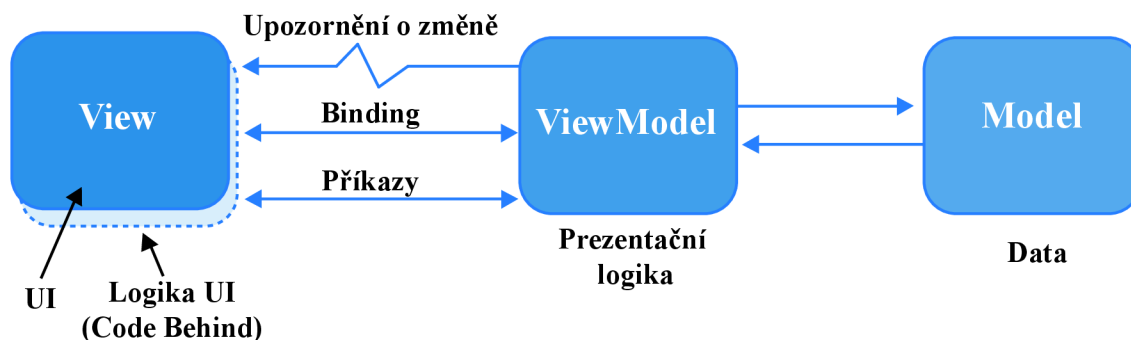 Upozornění o změně
View
Binding
ViewModel
Model
Příkazy
Prezentační
logika
Data
UI
Logika UI
(Code Behind)